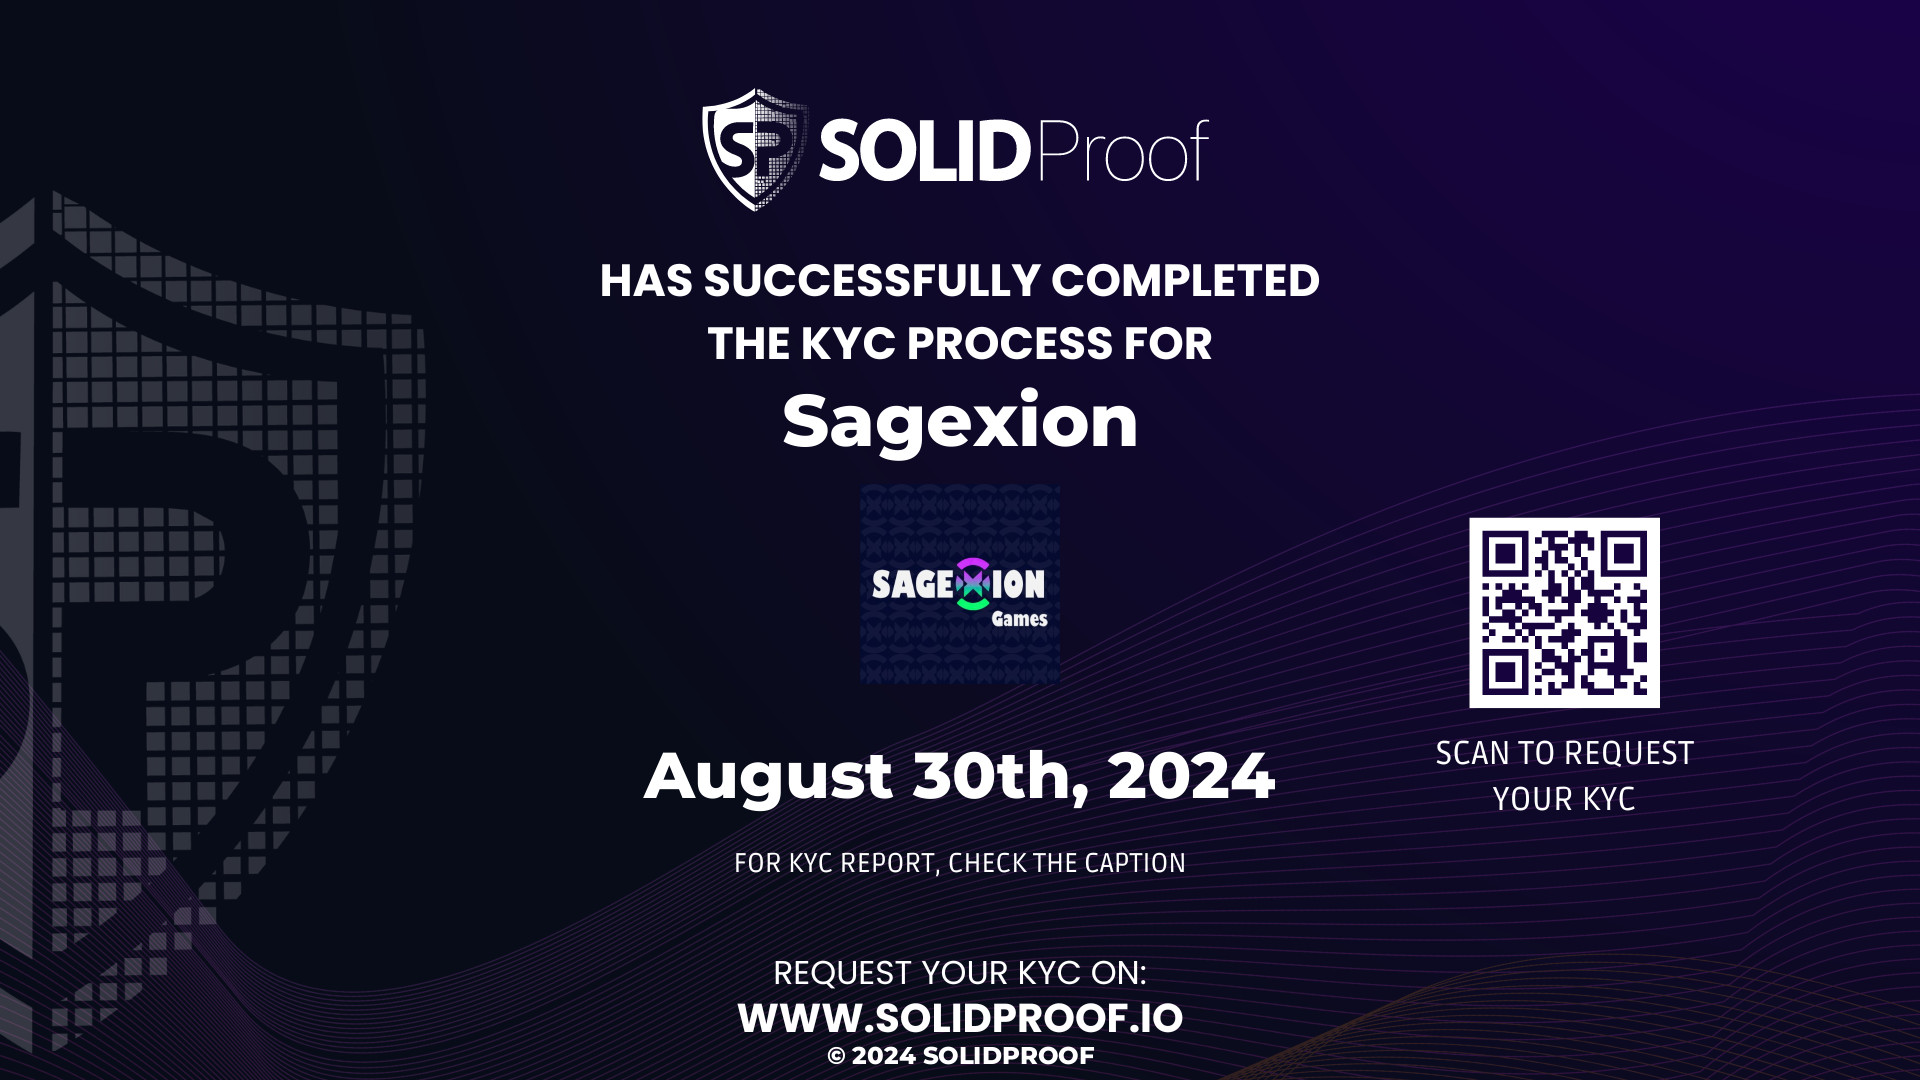 SP SOLIDProof
HAS SUCCESSFULLY COMPLETED
THE KYC PROCESS FOR
Sagexion
SAGEXION
Games
August 30th, 2024
SCAN TO REQUEST
YOUR KYC
FOR KYC REPORT, CHECK THE CAPTION
REQUEST YOUR KYC ON:
WWW.SOLIDPROOF.IO
© 2024 SOLIDPROOF